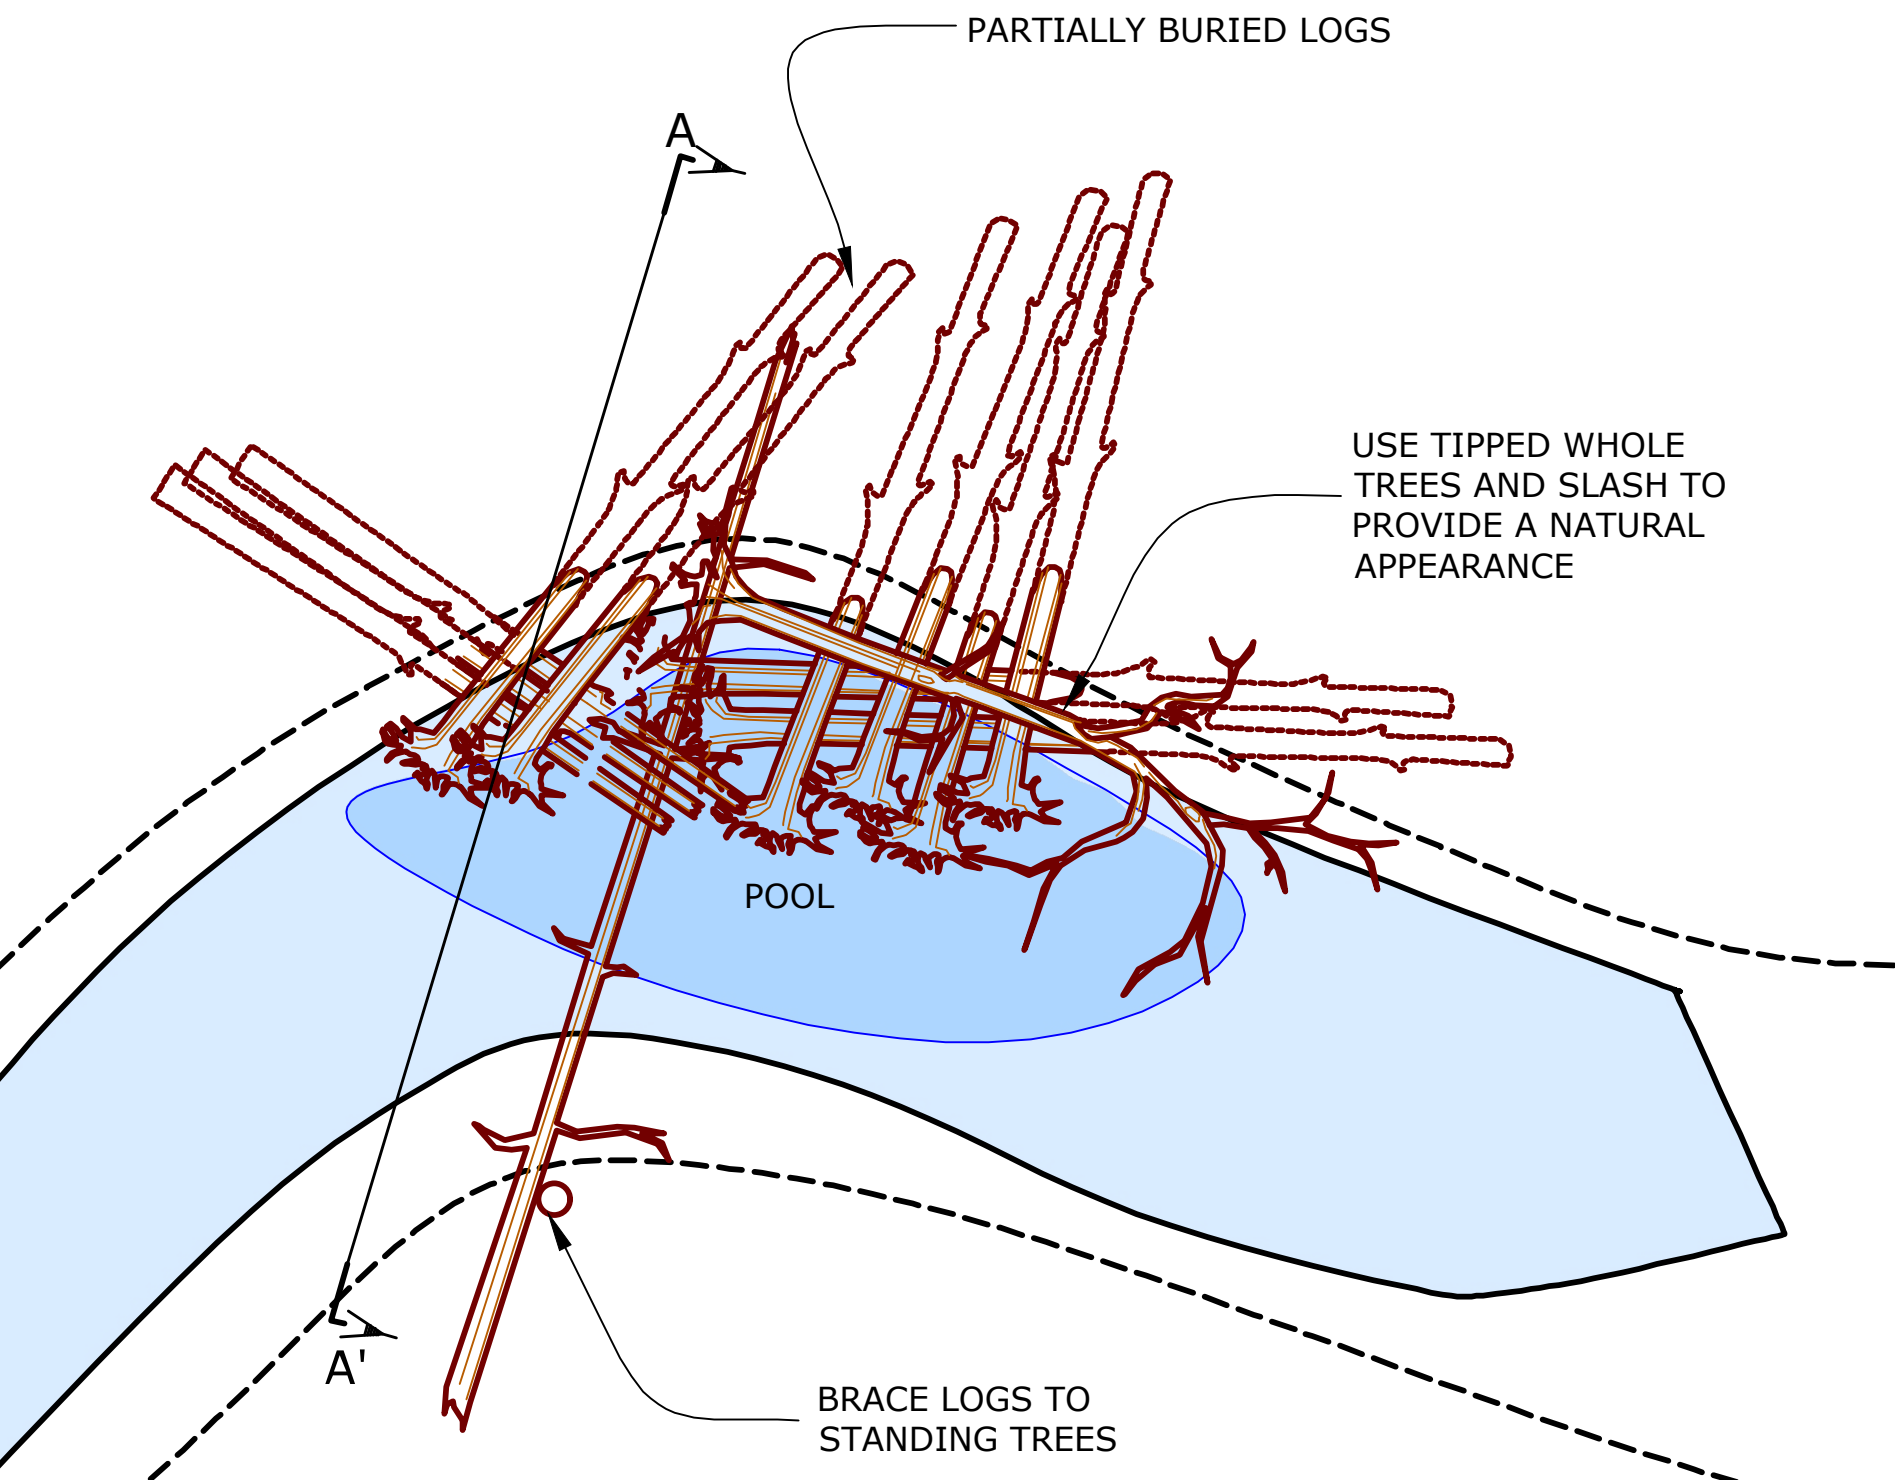 PARTIALLY BURIED LOGS
A
USE TIPPED WHOLE
TREES AND SLASH TO
PROVIDE A NATURAL
APPEARANCE
POOL
A'
BRACE LOGS TO
STANDING TREES